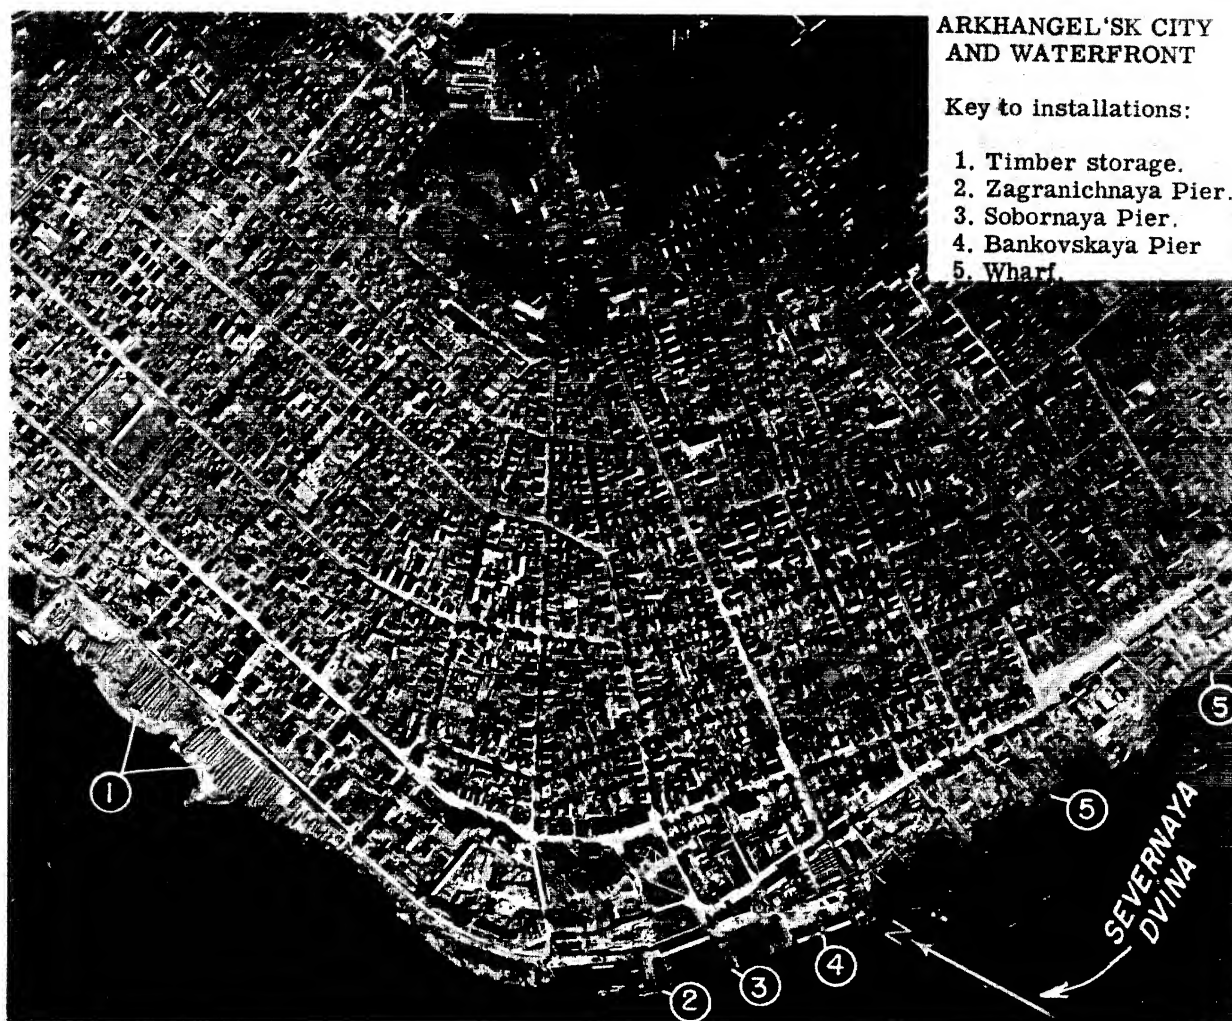 ARKHANGEL'SK CITY
AND WATERFRONT
Key to installations:
1. Timber storage.
2. Zagranichnaya Pier.
3. Sobornaya Pier.
4. Bankovskaya Pier
5. Wharf.
5
1
5
SEVERNAYA
DVINA
N
4
3
2